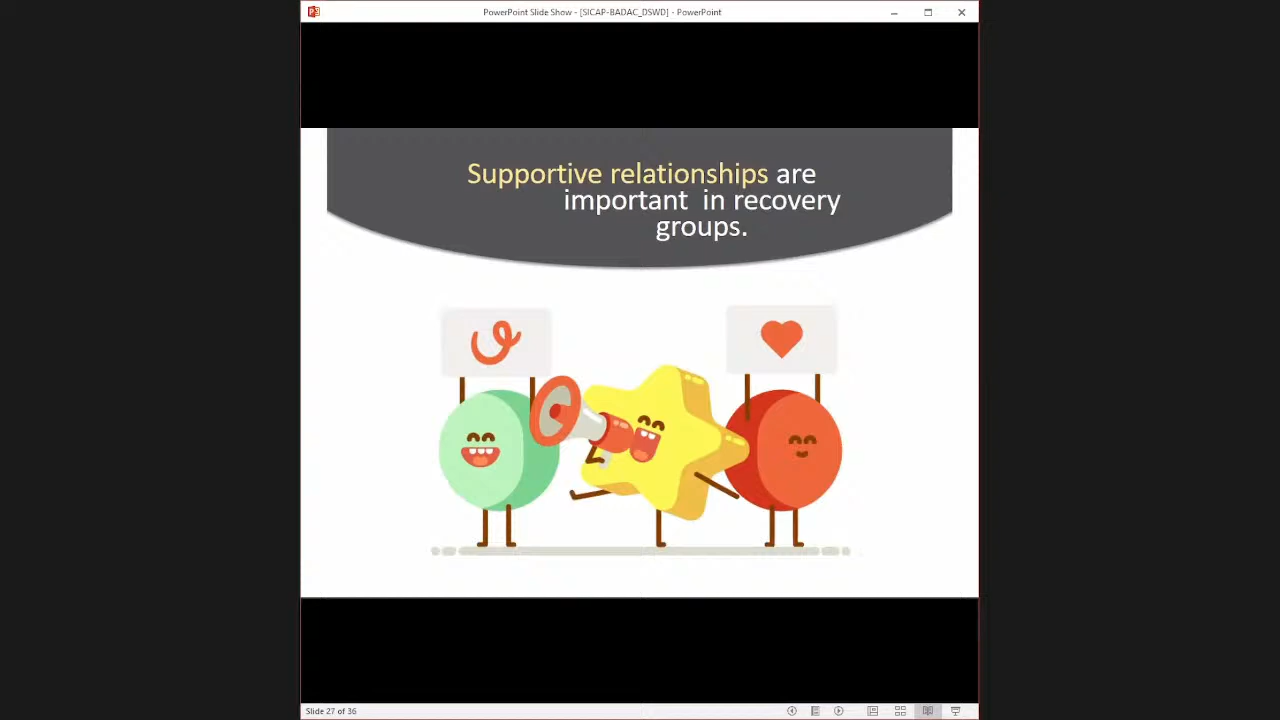 PowerPoint Slide Show - [SICAP-BADAC_DSWD] - PowerPoint
Supportive relationships are
important in recovery
groups.
Slide 27 of 36